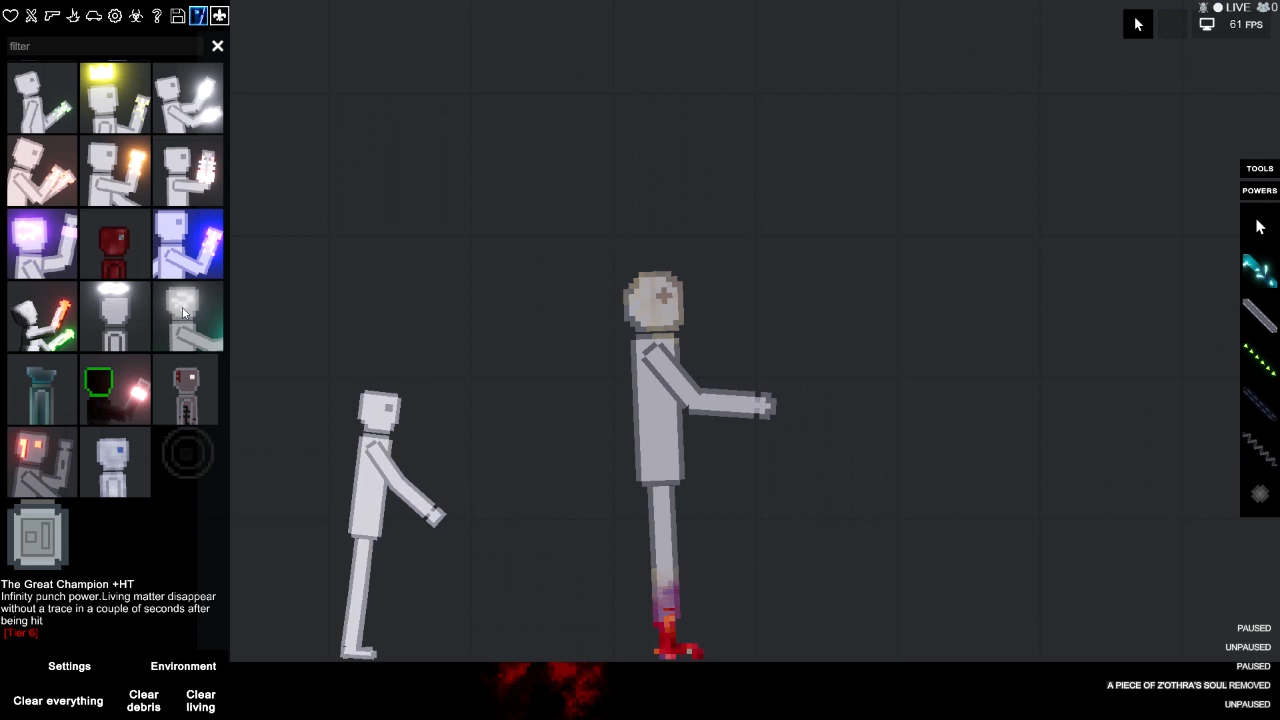 LIVE 0
61 FPS
filter
TOOLS
POWERS
The Great Champion +HT
Infinity punch power.Living matter disappear
without a trace in a couple of seconds after
being hit
[Tier 6]
Settings
Environment
Clear everything
Clear
debris
Clear
living
PAUSED
UNPAUSED
PAUSED
A PIECE OF Z'OTHRA'S SOUL REMOVED
UNPAUSED